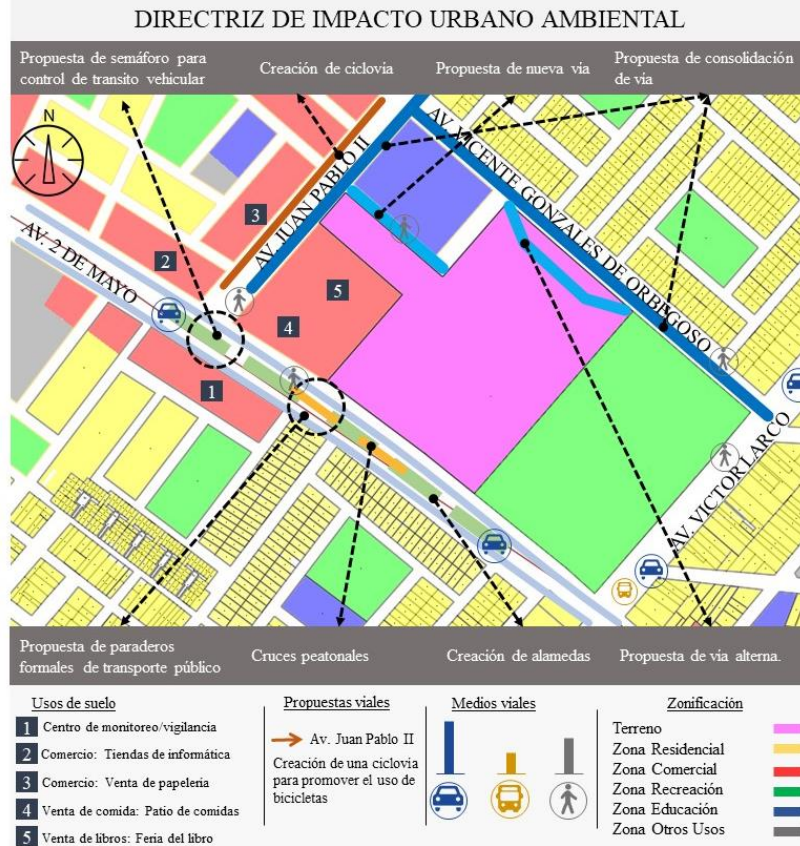 DIRECTRIZ DE IMPACTO URBANO AMBIENTAL
Propuesta de semáforo para
control de transito vehicular
Creación de ciclovia
Propuesta de nueva via
Propuesta de consolidación
de via
N
AV. JUAN PABLO II
AV. VICENTE GONZALES DE ORBEGOSO
AV. 2 DE MAYO
AV. VICTOR LARCO
3
2
5
4
1
Propuesta de paraderos
formales de transporte público
Cruces peatonales
Creación de alamedas
Propuesta de via alterna.
Usos de suelo
1 Centro de monitoreo/vigilancia
2 Comercio: Tiendas de informática
3 Comercio: Venta de papelería
4 Venta de comida: Patio de comidas
5 Venta de libros: Feria del libro
Propuestas viales
Av. Juan Pablo II
Creación de una ciclovia
para promover el uso de
bicicletas
Medios viales
Zonificación
Terreno
Zona Residencial
Zona Comercial
Zona Recreación
Zona Educación
Zona Otros Usos